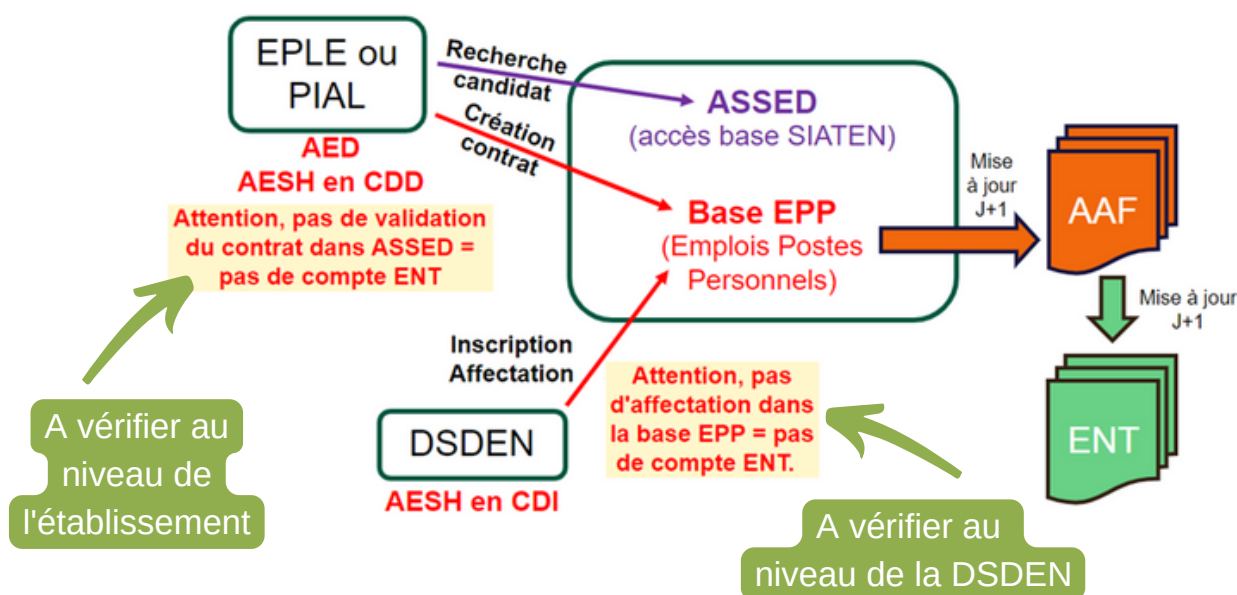 EPLE ou
PIAL
AED
AESH en CDD
Attention, pas de validation
du contrat dans ASSED =
pas de compte ENT
A vérifier au
niveau de
l'établissement
Recherche
candidat
Création
contrat
ASSED
(accès base SIATEN)
Base EPP
(Emplois Postes
Personnels)
Mise
à jour
J+1
AAF
Mise à jour
J+1
ENT
Inscription
Affectation
DSDEN
AESH en CDI
Attention, pas
d'affectation dans
la base EPP = pas
de compte ENT.
A vérifier au
niveau de la DSDEN